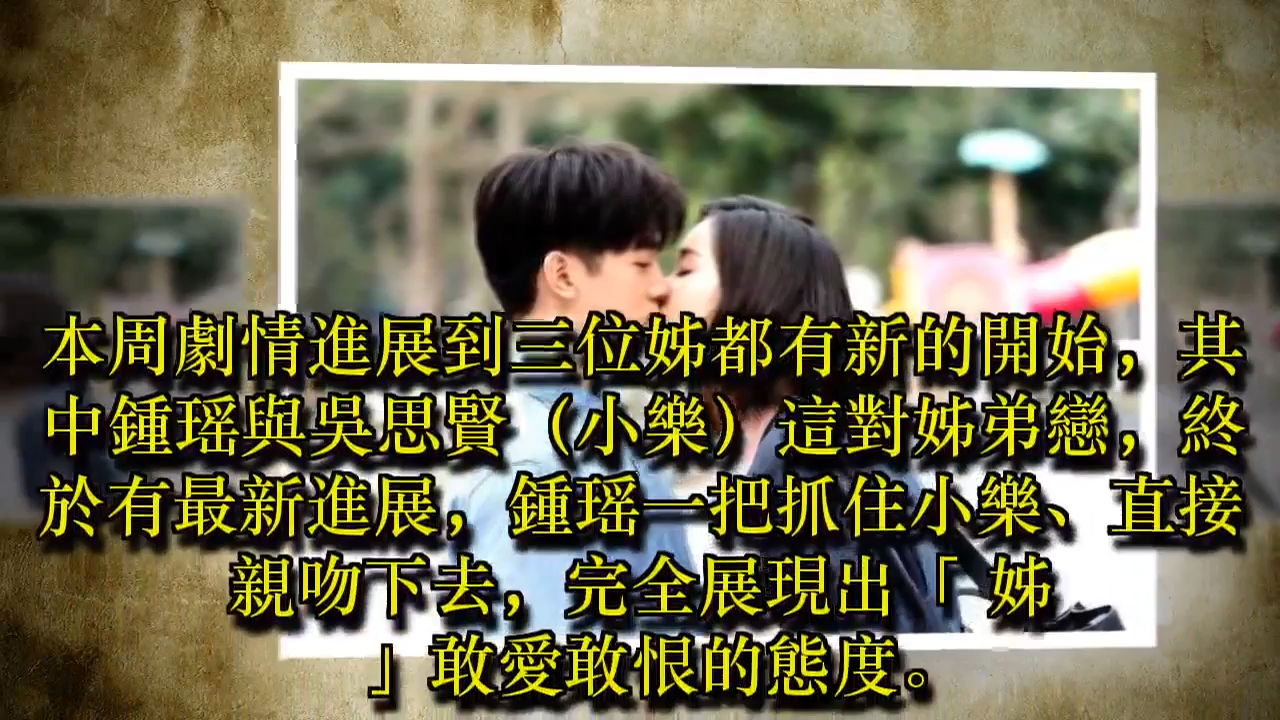 本周劇情進展到三位姊都有新的開始，其
中鍾瑶與吳思賢（小樂）這對姊弟戀，終
於有最新進展，鍾瑶一把抓住小樂、直接
親吻下去，完全展現出「 姊
」敢愛敢恨的態度。